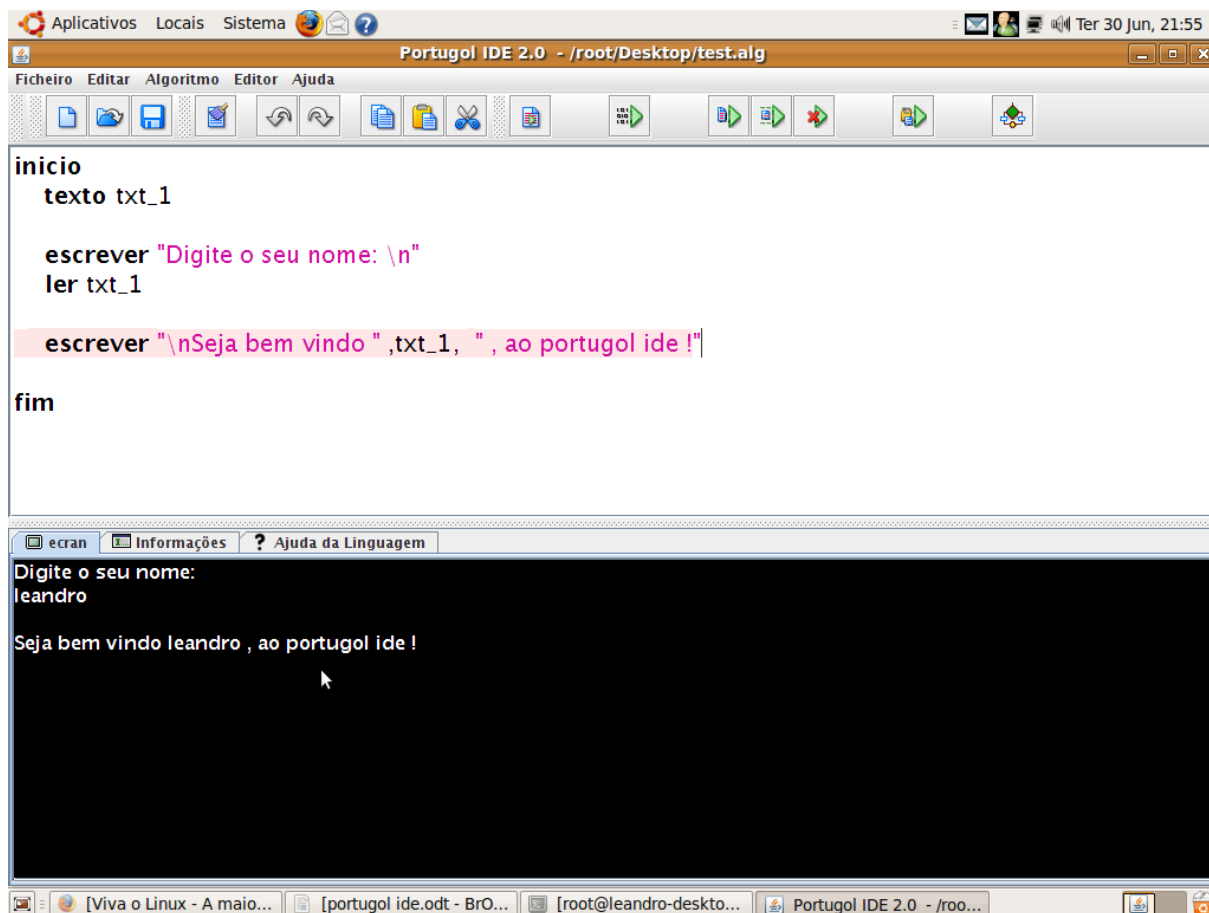 Aplicativos Locais Sistema Ter 30 Jun, 21:55
Portugol IDE 2.0 - /root/Desktop/test.alg
Ficheiro Editar Algoritmo Editor Ajuda
inicio
texto txt_1
escrever "Digite o seu nome: \n"
ler txt_1
escrever "\nSeja bem vindo " ,txt_1, " , ao portugol ide !"
fim
ecran Informações ? Ajuda da Linguagem
Digite o seu nome:
leandro
Seja bem vindo leandro , ao portugol ide !
[Viva o Linux - A maio... [portugol ide.odt - BrO... [root@leandro-deskto... Portugol IDE 2.0 - /roo...